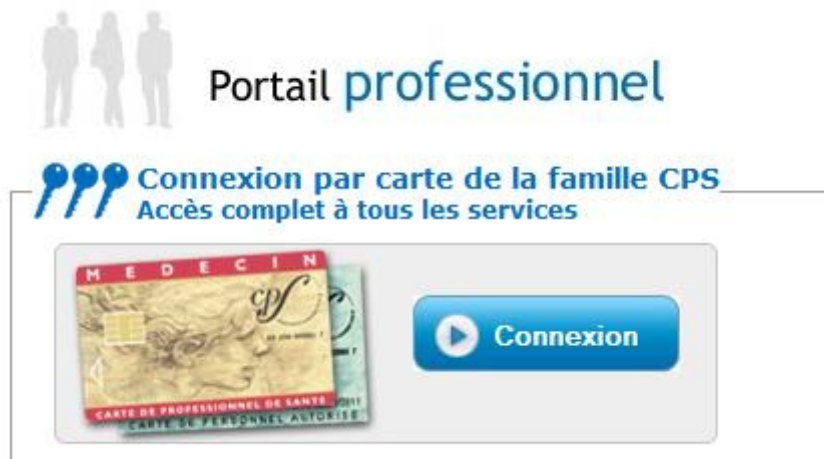 Portail professionnel
Connexion par carte de la famille CPS
Accès complet à tous les services
MEDECIN
cps
Connexion
CARTE DE PROFESSIONNEL DE SANTE
CARTE DE PERSONNEL AUTORISE